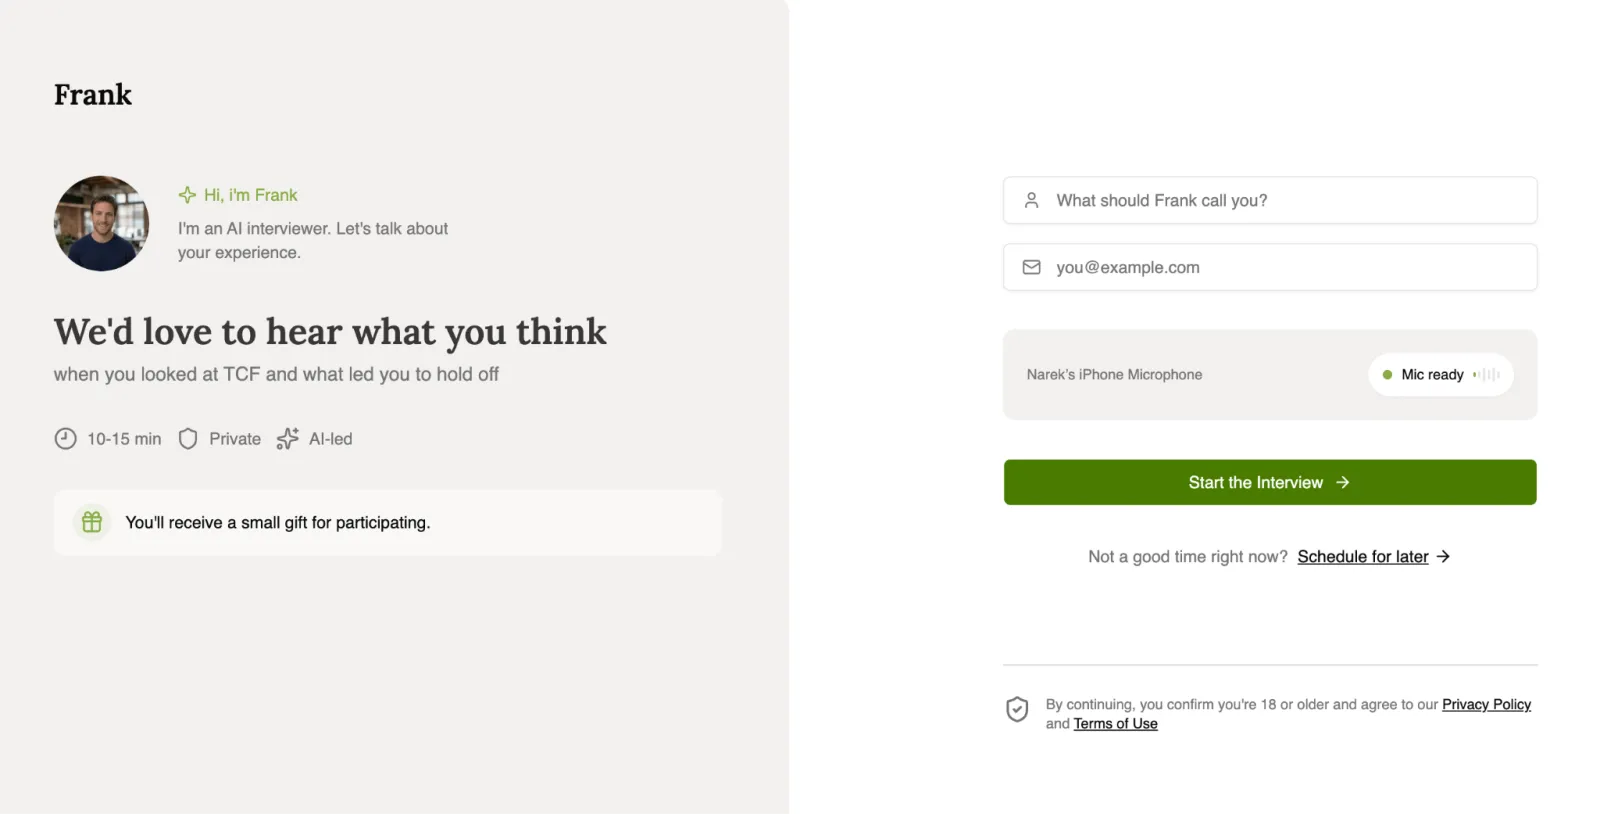 Frank
Hi, i'm Frank
I'm an AI interviewer. Let's talk about
your experience.
We'd love to hear what you think
when you looked at TCF and what led you to hold off
10-15 min
Private
AI-led
You'll receive a small gift for participating.
What should Frank call you?
you@example.com
Narek's iPhone Microphone
Mic ready
Start the Interview →
Not a good time right now? Schedule for later →
By continuing, you confirm you're 18 or older and agree to our Privacy Policy
and Terms of Use